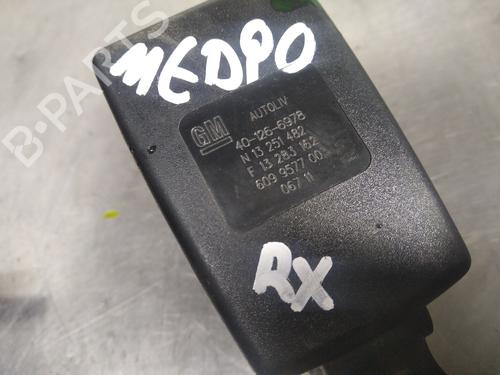 MEDPO
GM
AUTOLIV
40-126-6978
N 13 251 482
F 13 283 162
609 9577 00
067 11
RX
B-PARTS